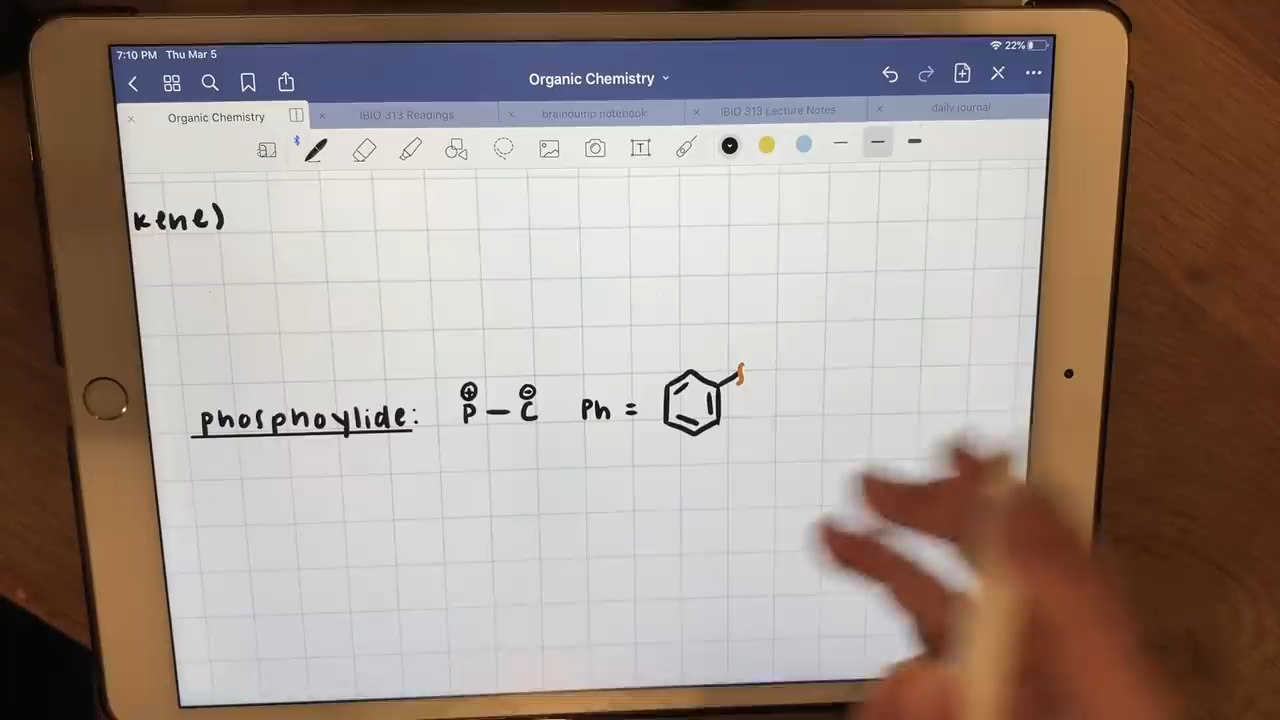 7:10 PM Thu Mar 5
22%
Organic Chemistry
Organic Chemistry
IBIO 313 Readings
braindump notebook
IBIO 313 Lecture Notes
daily journal
T
kene)
phosphoylide: ⊕P — ⊖C Ph =